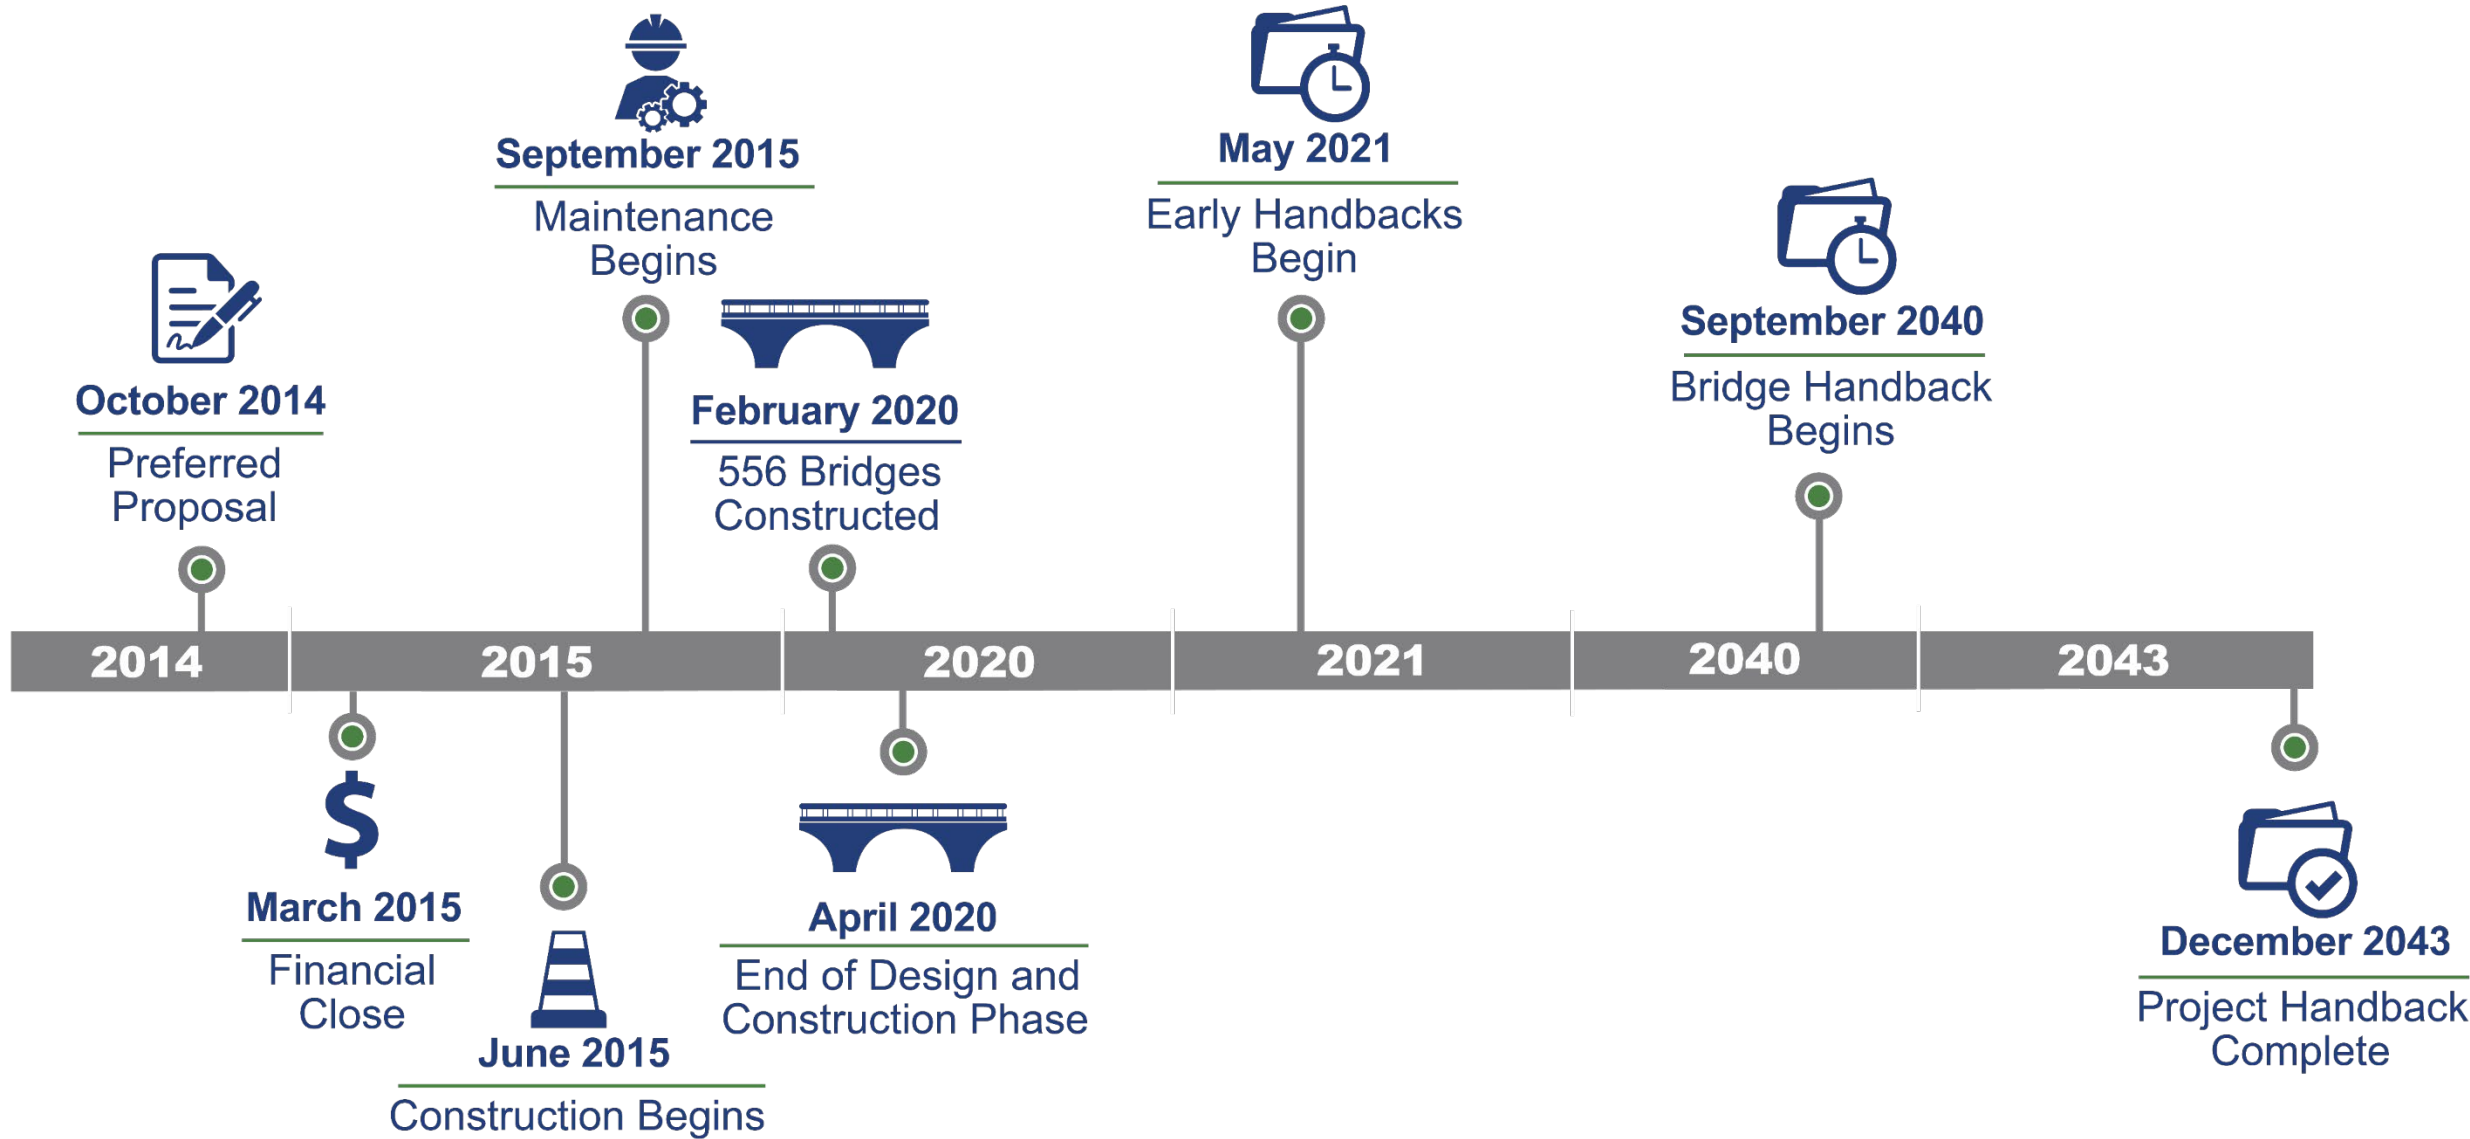 October 2014
Preferred
Proposal
September 2015
Maintenance
Begins
February 2020
556 Bridges
Constructed
May 2021
Early Handbacks
Begin
September 2040
Bridge Handback
Begins
2014 2015 2020 2021 2040 2043
March 2015
Financial
Close
June 2015
Construction Begins
April 2020
End of Design and
Construction Phase
December 2043
Project Handback
Complete